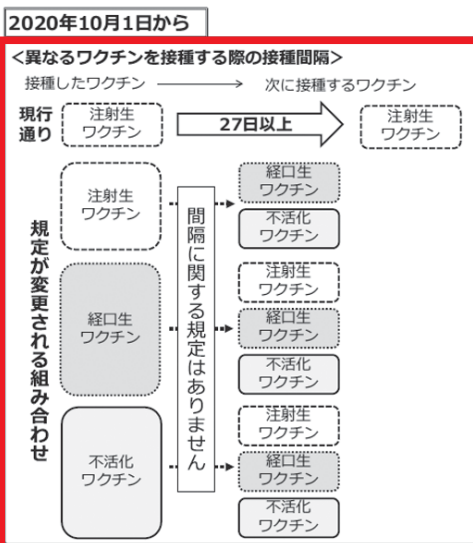 2020年10月1日から
＜異なるワクチンを接種する際の接種間隔＞
接種したワクチン
次に接種するワクチン
現行
通り
注射生
ワクチン
27日以上
注射生
ワクチン
規定が変更される組み合わせ
注射生
ワクチン
間隔に関する規定はありません
経口生
ワクチン
不活化
ワクチン
経口生
ワクチン
注射生
ワクチン
経口生
ワクチン
不活化
ワクチン
不活化
ワクチン
注射生
ワクチン
経口生
ワクチン
不活化
ワクチン